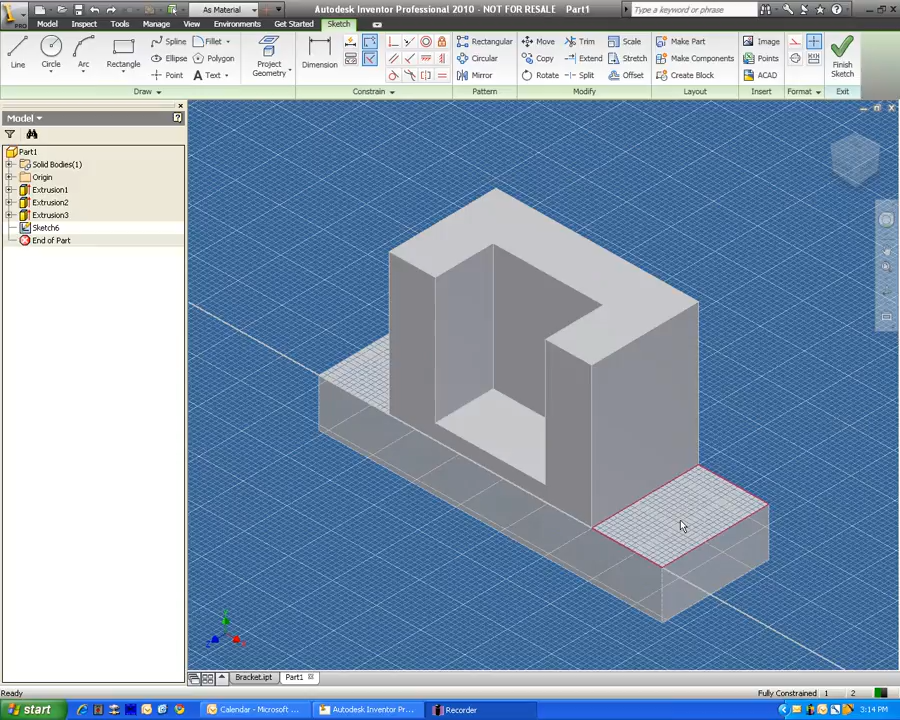 As Material
Autodesk Inventor Professional 2010 - NOT FOR RESALE Part1
Type a keyword or phrase
PRO
Model Inspect Tools Manage View Environments Get Started Sketch
Line Circle Arc Rectangle
Spline Fillet
Ellipse Polygon
Point Text
Project Geometry
Dimension
Rectangular
Circular
Mirror
Move Trim Scale
Copy Extend Stretch
Rotate Split Offset
Make Part
Make Components
Create Block
Image
Points
ACAD
Finish Sketch
Draw Constrain Pattern Modify Layout Insert Format Exit
Model
Part1
Solid Bodies(1)
Origin
Extrusion1
Extrusion2
Extrusion3
Sketch6
End of Part
Bracket.ipt Part1
Ready Fully Constrained 1 2
start Calendar - Microsoft ... Autodesk Inventor Pr... Recorder 3:14 PM